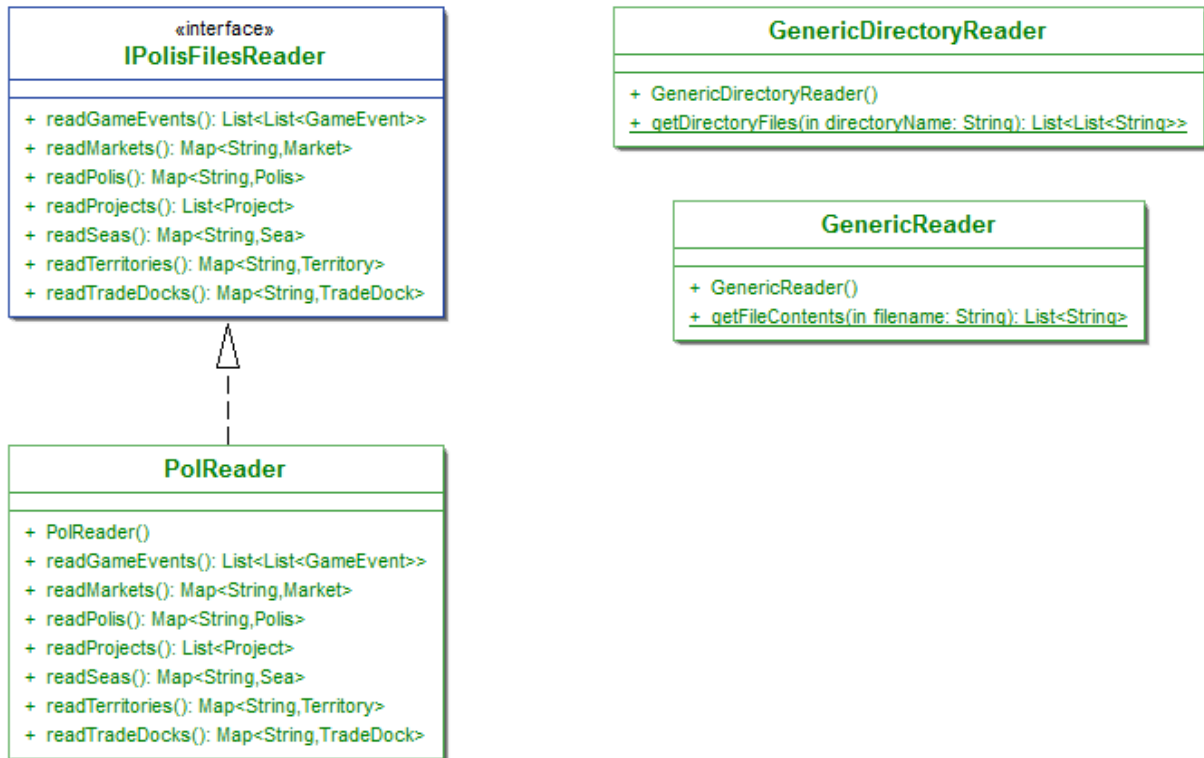 «interface»
IPolisFilesReader
+ readGameEvents(): List<List<GameEvent>>
+ readMarkets(): Map<String,Market>
+ readPolis(): Map<String,Polis>
+ readProjects(): List<Project>
+ readSeas(): Map<String,Sea>
+ readTerritories(): Map<String,Territory>
+ readTradeDocks(): Map<String,TradeDock>
GenericDirectoryReader
+ GenericDirectoryReader()
+ getDirectoryFiles(in directoryName: String): List<List<String>>
GenericReader
+ GenericReader()
+ getFileContents(in filename: String): List<String>
PolReader
+ PolReader()
+ readGameEvents(): List<List<GameEvent>>
+ readMarkets(): Map<String,Market>
+ readPolis(): Map<String,Polis>
+ readProjects(): List<Project>
+ readSeas(): Map<String,Sea>
+ readTerritories(): Map<String,Territory>
+ readTradeDocks(): Map<String,TradeDock>